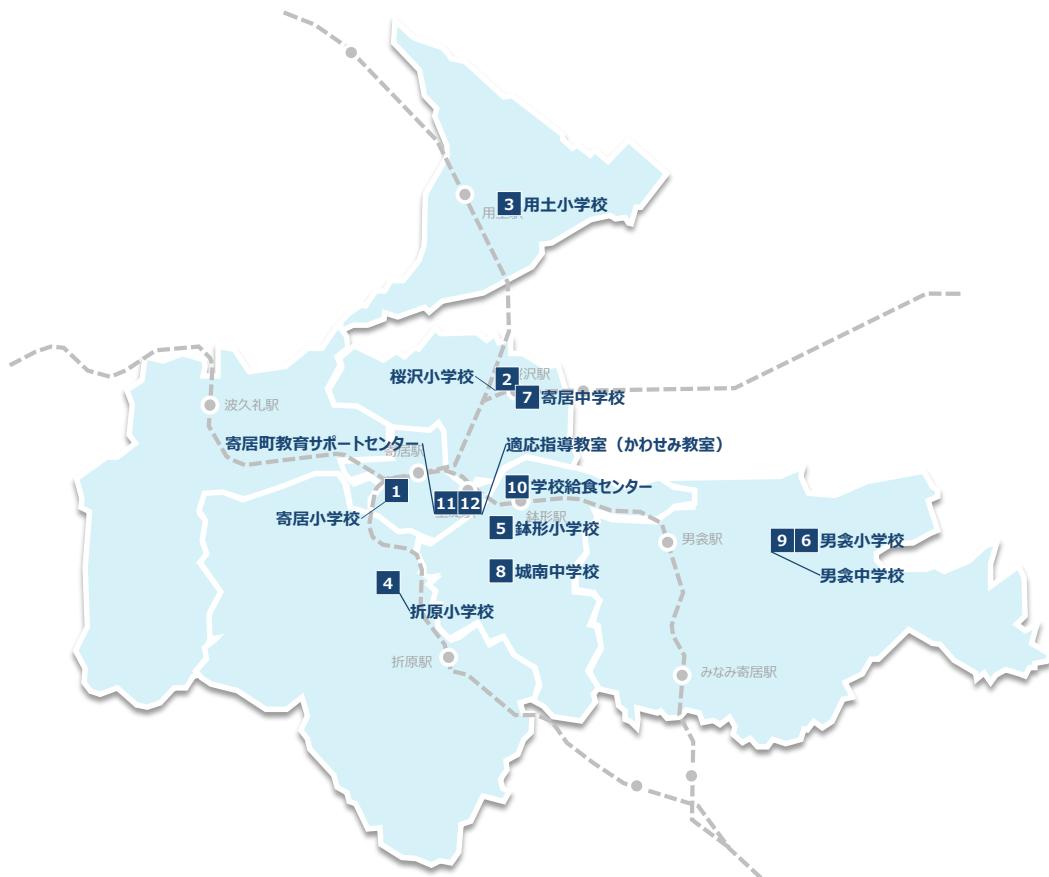 3 用土小学校
桜沢小学校
2
7 寄居中学校
波久礼駅
寄居町教育サポートセンター
適応指導教室（かわせみ教室）
寄居駅
1
寄居小学校
11 12
10 学校給食センター
鉢形駅
5 鉢形小学校
男衾駅
9 6 男衾小学校
男衾中学校
8 城南中学校
4
折原小学校
折原駅
みなみ寄居駅